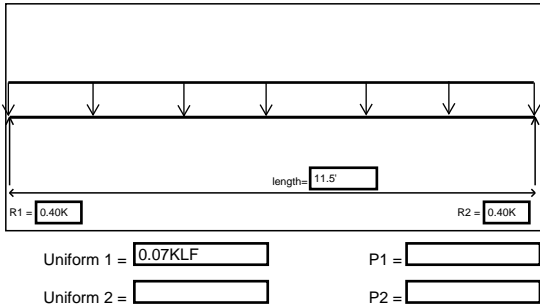 length= 11.5'
R1 = 0.40K R2 = 0.40K
Uniform 1 = 0.07KLF P1 =
Uniform 2 = P2 =